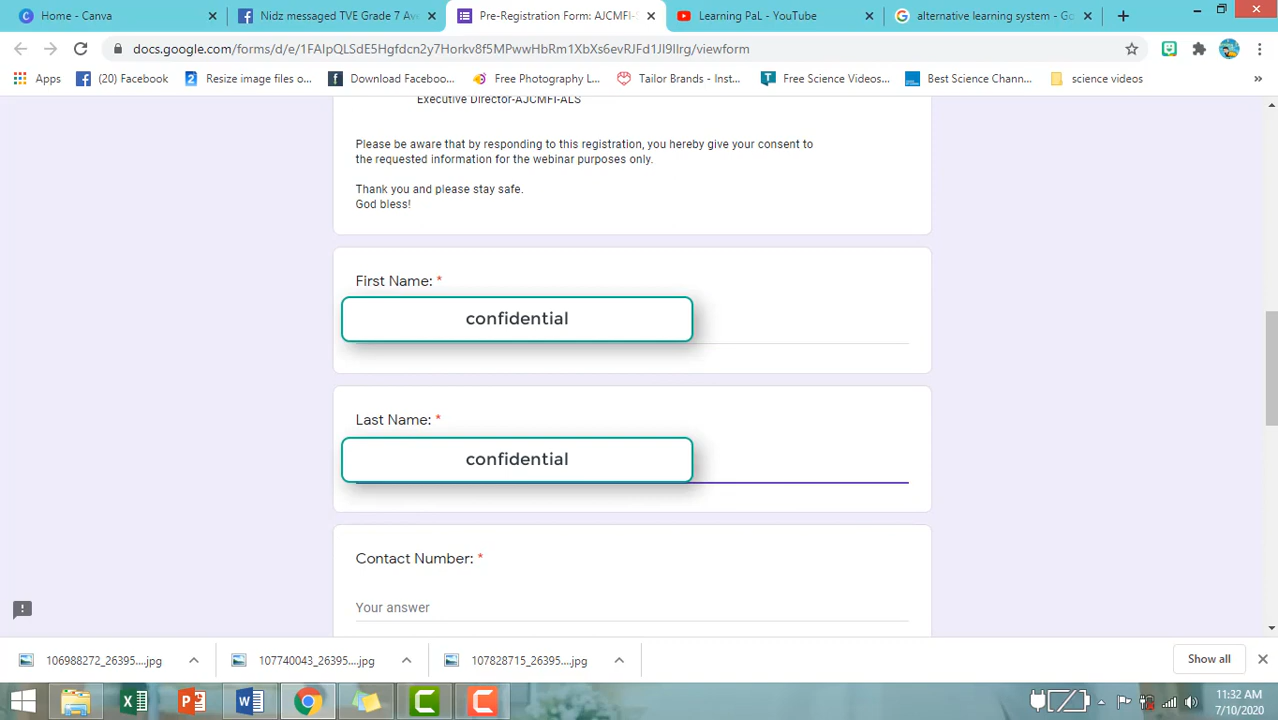 Home - Canva
Nidz messaged TVE Grade 7 Av
Pre-Registration Form: AJCMFI-
Learning PaL - YouTube
alternative learning system - Go
docs.google.com/forms/d/e/1FAIpQLSdE5Hgfdcn2y7Horkv8f5MPwwHbRm1XbXs6evRJFd1JI9Ilrg/viewform
Apps
(20) Facebook
Resize image files o...
Download Faceboo...
Free Photography L...
Tailor Brands - Inst...
Free Science Videos...
Best Science Chann...
science videos
»
Executive Director-AJCMFI-ALS
Please be aware that by responding to this registration, you hereby give your consent to
the requested information for the webinar purposes only.
Thank you and please stay safe.
God bless!
First Name: *
confidential
Last Name: *
confidential
Contact Number: *
Your answer
106988272_26395....jpg
107740043_26395....jpg
107828715_26395....jpg
Show all
11:32 AM
7/10/2020